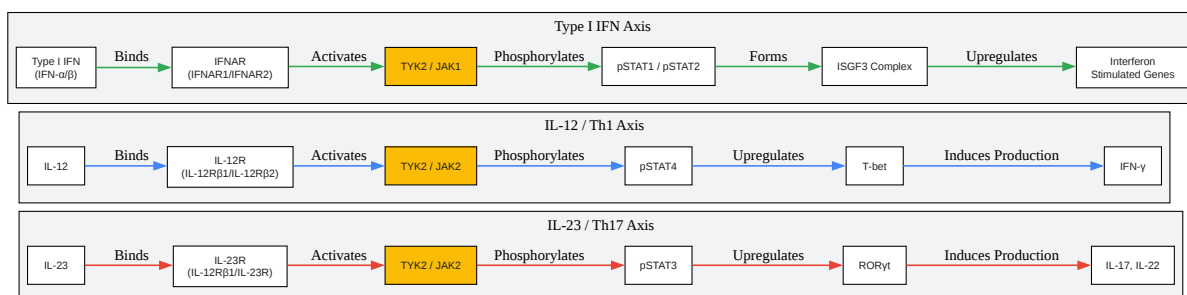 Type I IFN Axis
Type I IFN
(IFN-α/β)
Binds
IFNAR
(IFNAR1/IFNAR2)
Activates
TYK2 / JAK1
Phosphorylates
pSTAT1 / pSTAT2
Forms
ISGF3 Complex
Upregulates
Interferon
Stimulated Genes
IL-12 / Th1 Axis
IL-12
Binds
IL-12R
(IL-12Rβ1/IL-12Rβ2)
Activates
TYK2 / JAK2
Phosphorylates
pSTAT4
Upregulates
T-bet
Induces Production
IFN-γ
IL-23 / Th17 Axis
IL-23
Binds
IL-23R
(IL-12Rβ1/IL-23R)
Activates
TYK2 / JAK2
Phosphorylates
pSTAT3
Upregulates
RORγt
Induces Production
IL-17, IL-22